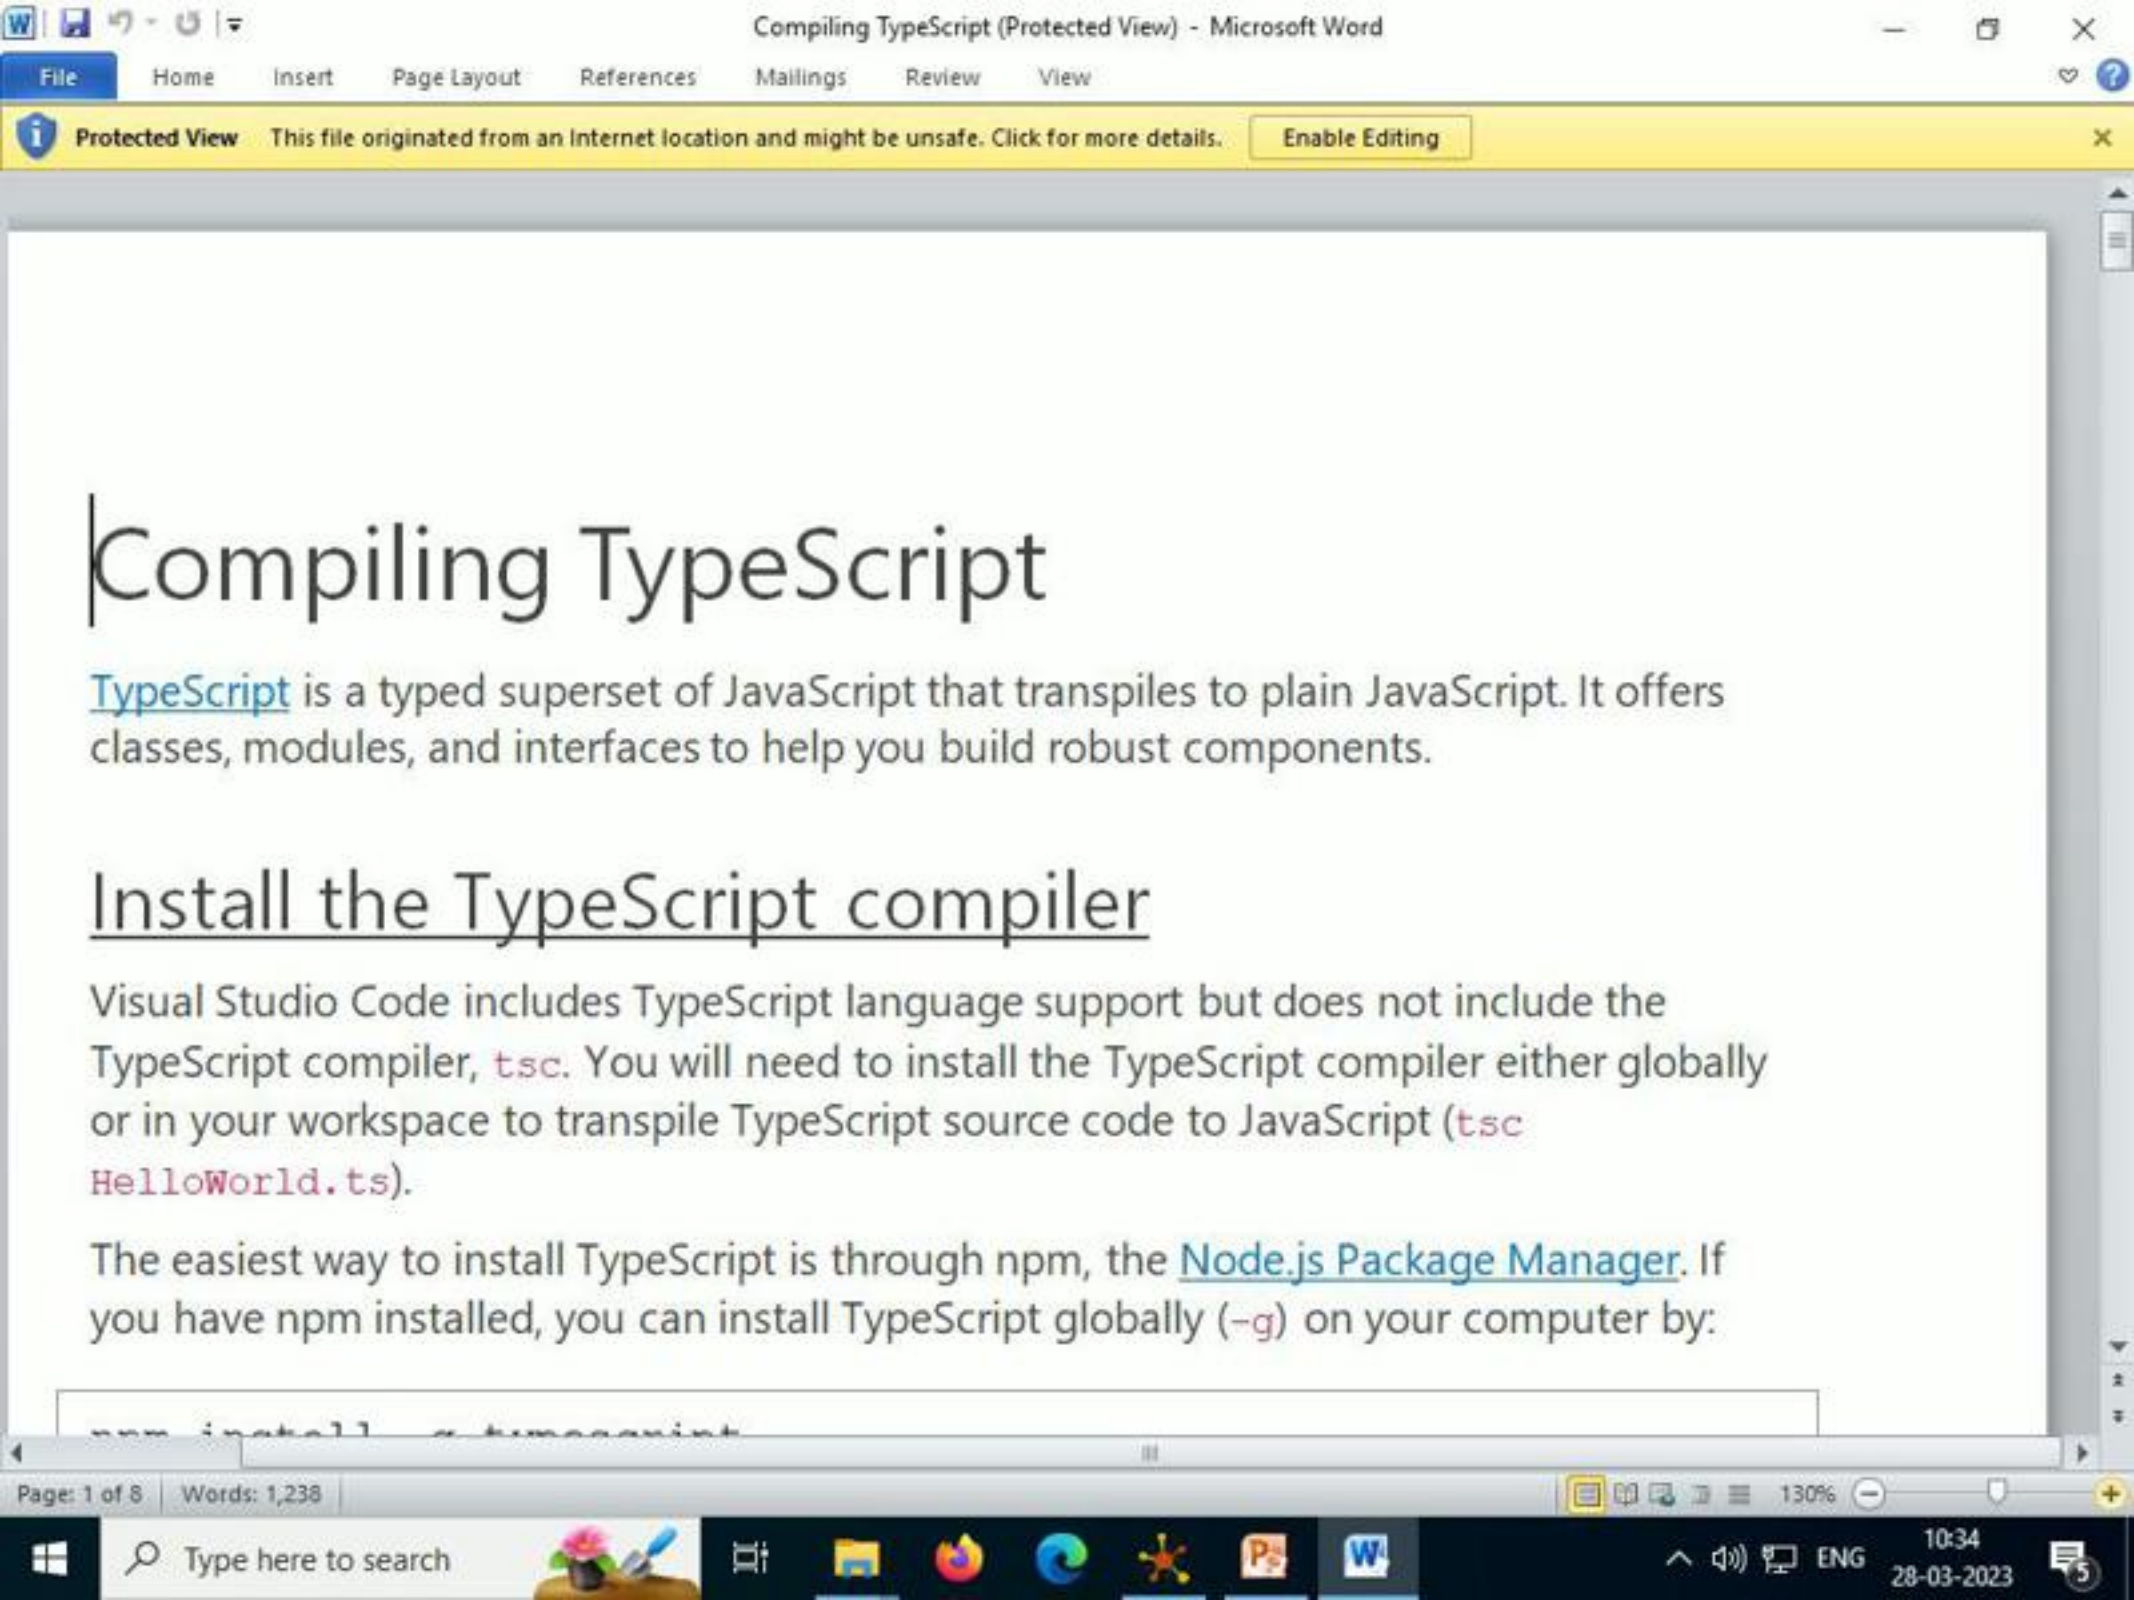 Compiling TypeScript (Protected View) - Microsoft Word
File Home Insert Page Layout References Mailings Review View
Protected View This file originated from an Internet location and might be unsafe. Click for more details. Enable Editing
Compiling TypeScript
TypeScript is a typed superset of JavaScript that transpiles to plain JavaScript. It offers
classes, modules, and interfaces to help you build robust components.
Install the TypeScript compiler
Visual Studio Code includes TypeScript language support but does not include the
TypeScript compiler, tsc. You will need to install the TypeScript compiler either globally
or in your workspace to transpile TypeScript source code to JavaScript (tsc
HelloWorld.ts).
The easiest way to install TypeScript is through npm, the Node.js Package Manager. If
you have npm installed, you can install TypeScript globally (-g) on your computer by:
npm install -g typescript
Page: 1 of 8 Words: 1,238 130%
Type here to search ENG 10:34
28-03-2023 5